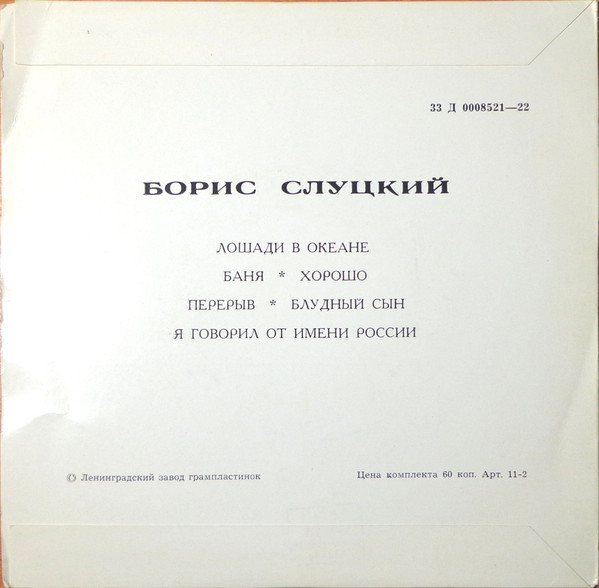 33 Д 0008521—22
БОРИС СЛУЦКИЙ
ЛОШАДИ В ОКЕАНЕ
БАНЯ * ХОРОШО
ПЕРЕРЫВ * БЛУДНЫЙ СЫН
Я ГОВОРИЛ ОТ ИМЕНИ РОССИИ
© Ленинградский завод грампластинок
Цена комплекта 60 коп. Арт. 11-2